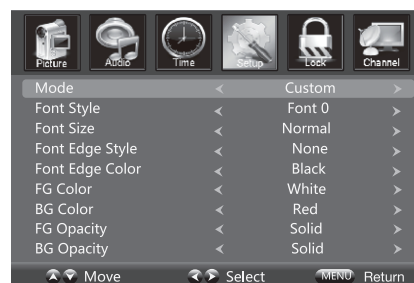 Picture Audio Time Setup Lock Channel
Mode Custom
Font Style Font 0
Font Size Normal
Font Edge Style None
Font Edge Color Black
FG Color White
BG Color Red
FG Opacity Solid
BG Opacity Solid
Move Select MENU Return